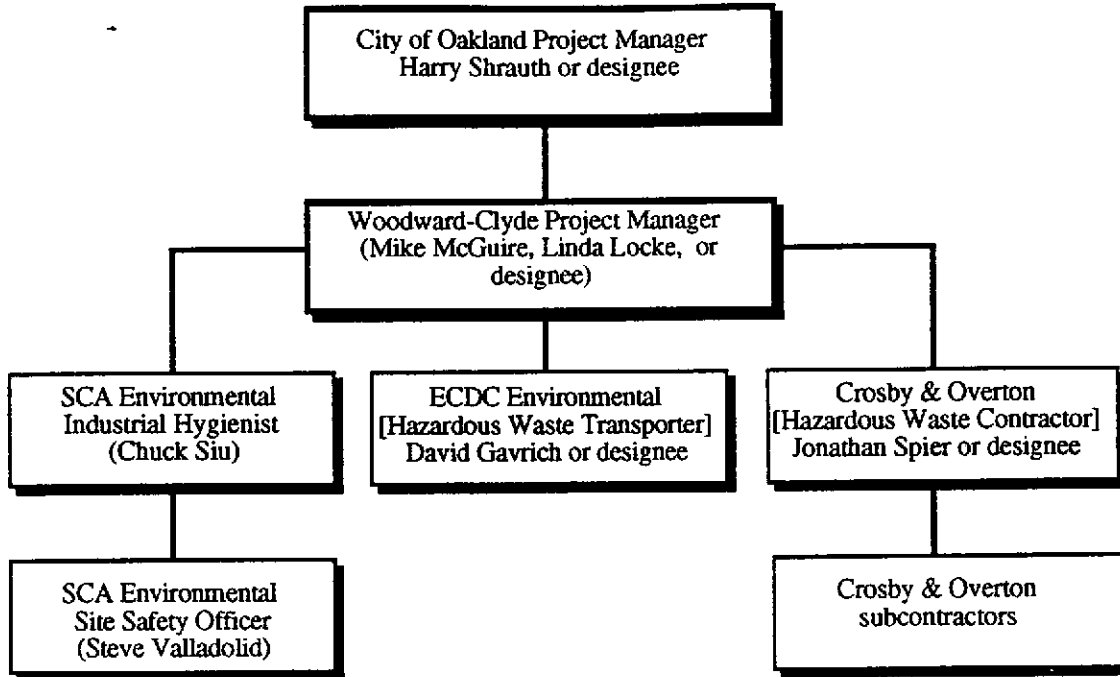 City of Oakland Project Manager
Harry Shrauth or designee
Woodward-Clyde Project Manager
(Mike McGuire, Linda Locke, or
designee)
SCA Environmental
Industrial Hygienist
(Chuck Siu)
ECDC Environmental
[Hazardous Waste Transporter]
David Gavrich or designee
Crosby & Overton
[Hazardous Waste Contractor]
Jonathan Spier or designee
SCA Environmental
Site Safety Officer
(Steve Valladolid)
Crosby & Overton
subcontractors